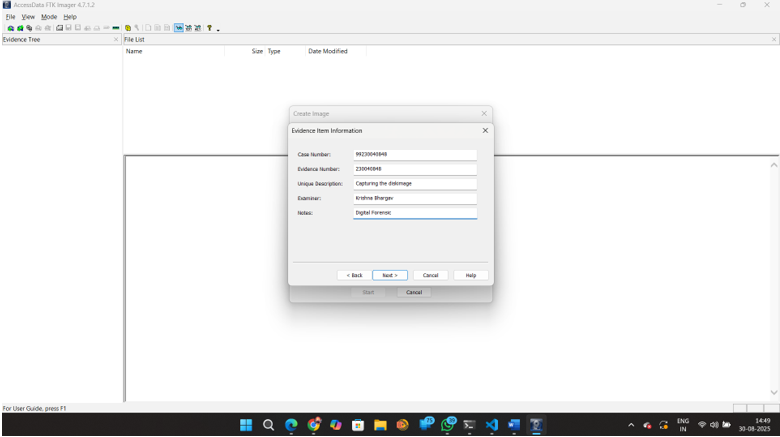 AccessData FTK Imager 4.7.1.2
File View Mode Help
Evidence Tree
File List
Name Size Type Date Modified
Create Image
Evidence Item Information
Case Number: 99230040848
Evidence Number: 230040848
Unique Description: Capturing the diskimage
Examiner: Krishna Bhargav
Notes: Digital Forensic
< Back Next > Cancel Help
Start Cancel
For User Guide, press F1
ENG
IN
14:49
30-08-2025